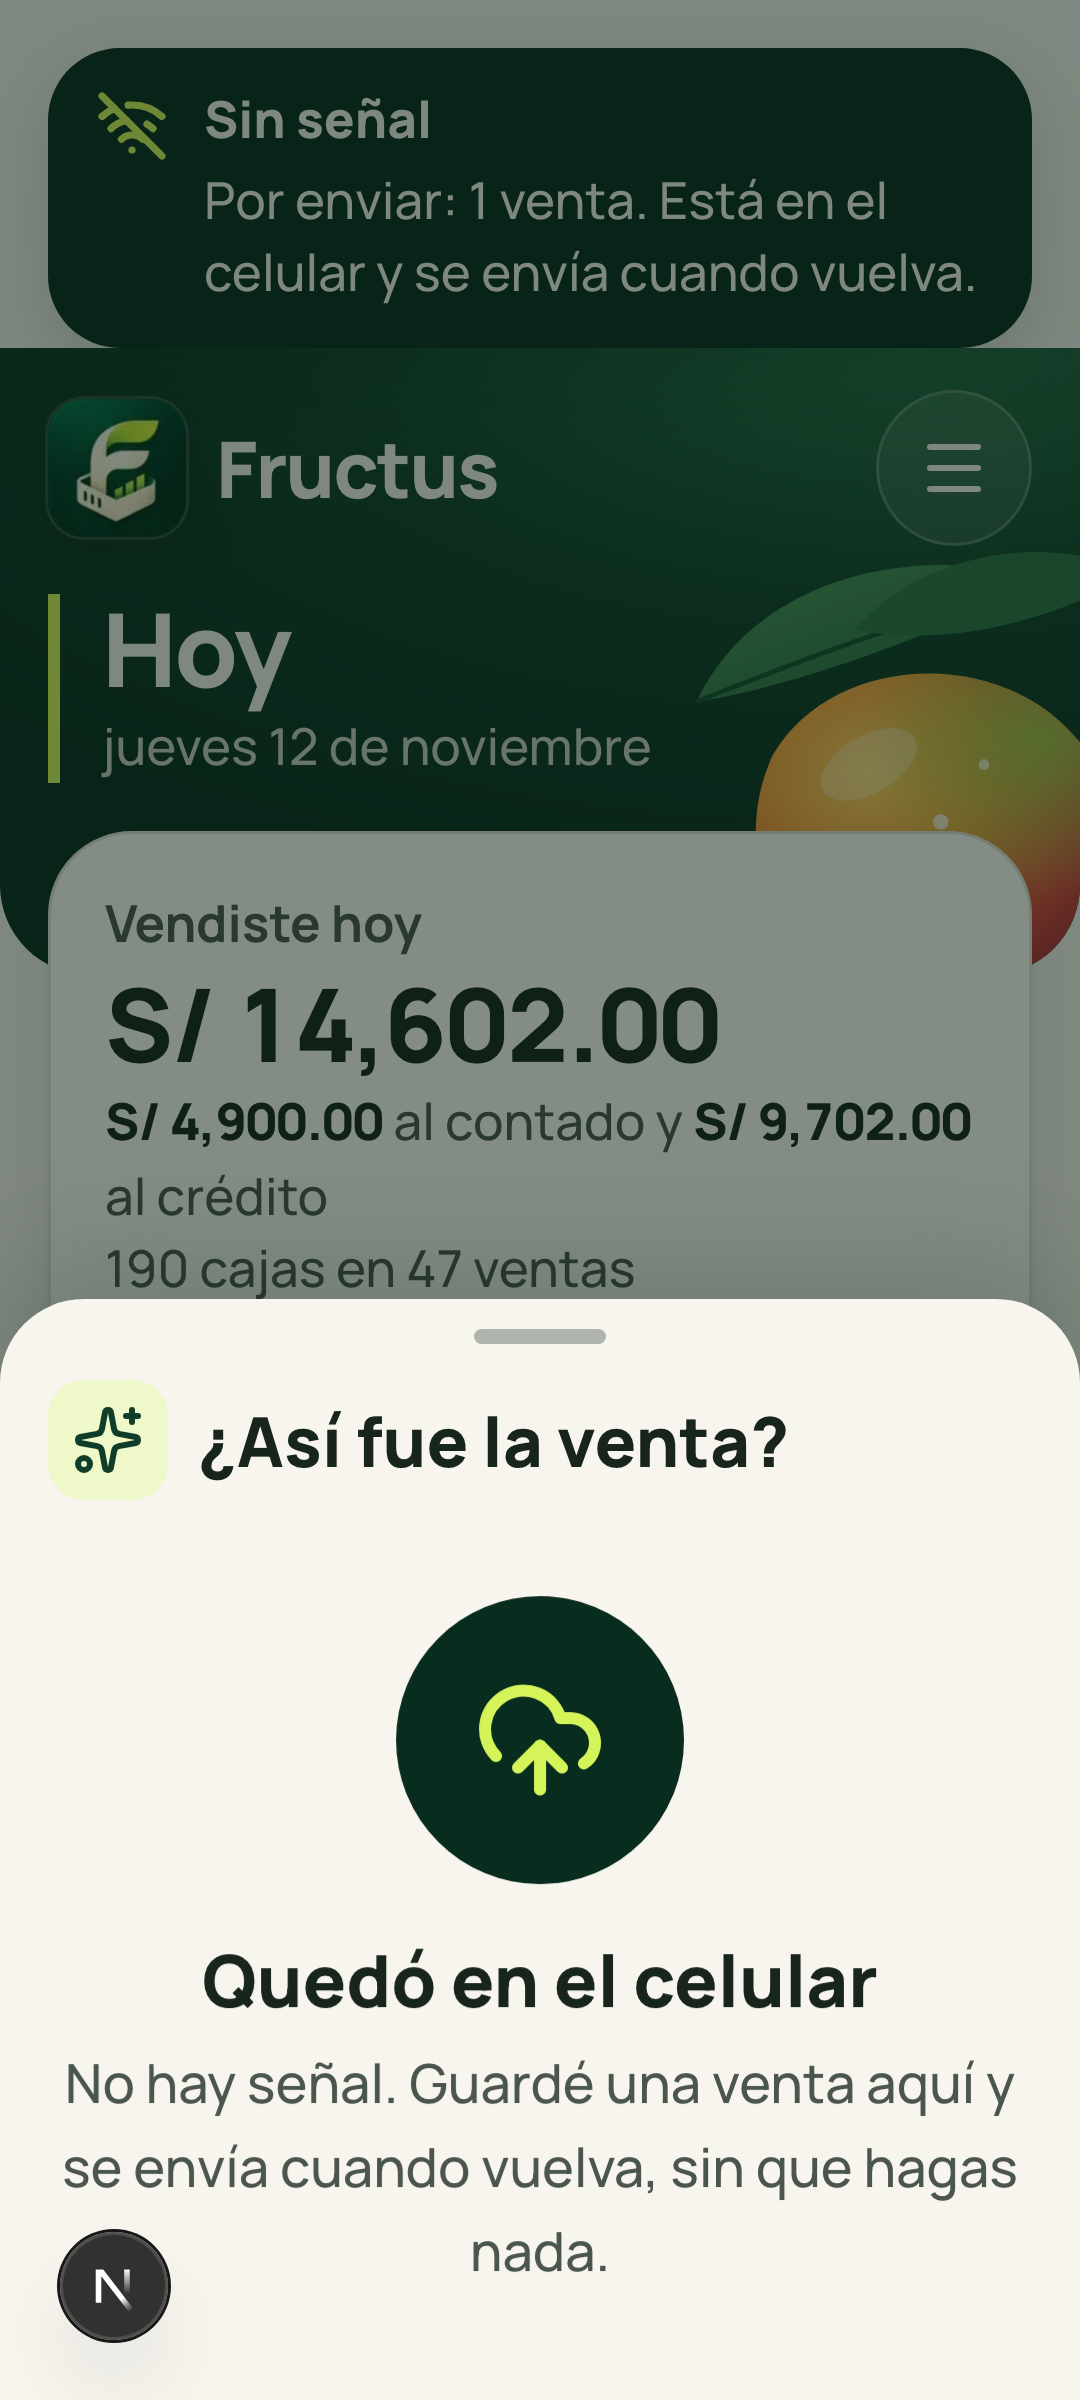 Sin señal
Por enviar: 1 venta. Está en el
celular y se envía cuando vuelva.
Fructus
Hoy
jueves 12 de noviembre
Vendiste hoy
S/ 14,602.00
S/ 4,900.00 al contado y S/ 9,702.00
al crédito
190 cajas en 47 ventas
¿Así fue la venta?
Quedó en el celular
No hay señal. Guardé una venta aquí y
se envía cuando vuelva, sin que hagas
nada.
N